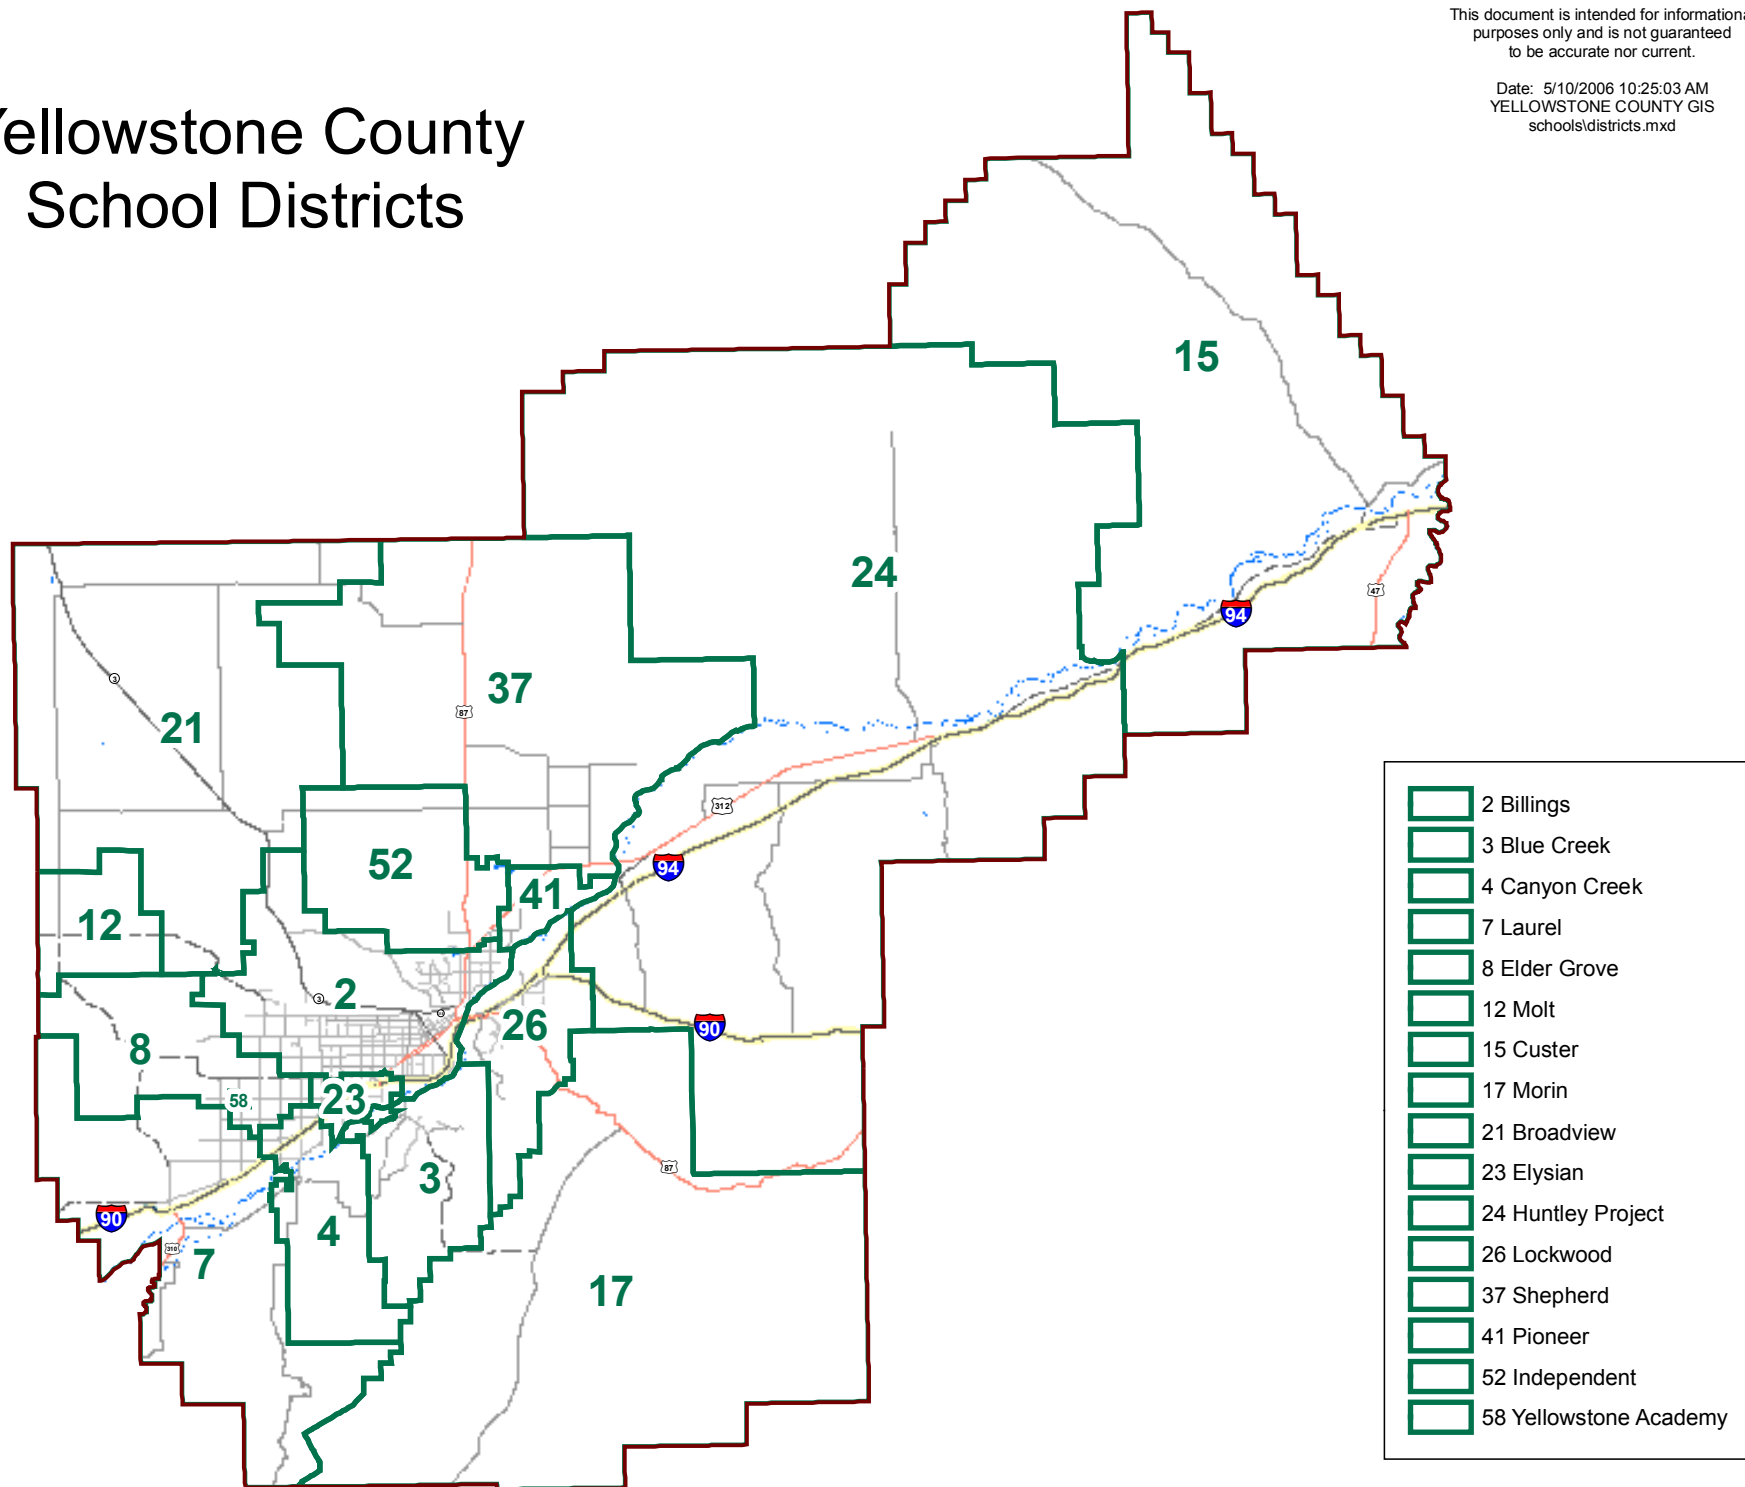 This document is intended for informationa
purposes only and is not guaranteed
to be accurate nor current.
Date: 5/10/2006 10:25:03 AM
YELLOWSTONE COUNTY GIS
schools\districts.mxd
Yellowstone County
School Districts
15
24
94
47
37
3
87
21
312
52
94
41
12
2
3
26
90
8
23
58
87
3
90
4
310
7
17
2 Billings
3 Blue Creek
4 Canyon Creek
7 Laurel
8 Elder Grove
12 Molt
15 Custer
17 Morin
21 Broadview
23 Elysian
24 Huntley Project
26 Lockwood
37 Shepherd
41 Pioneer
52 Independent
58 Yellowstone Academy